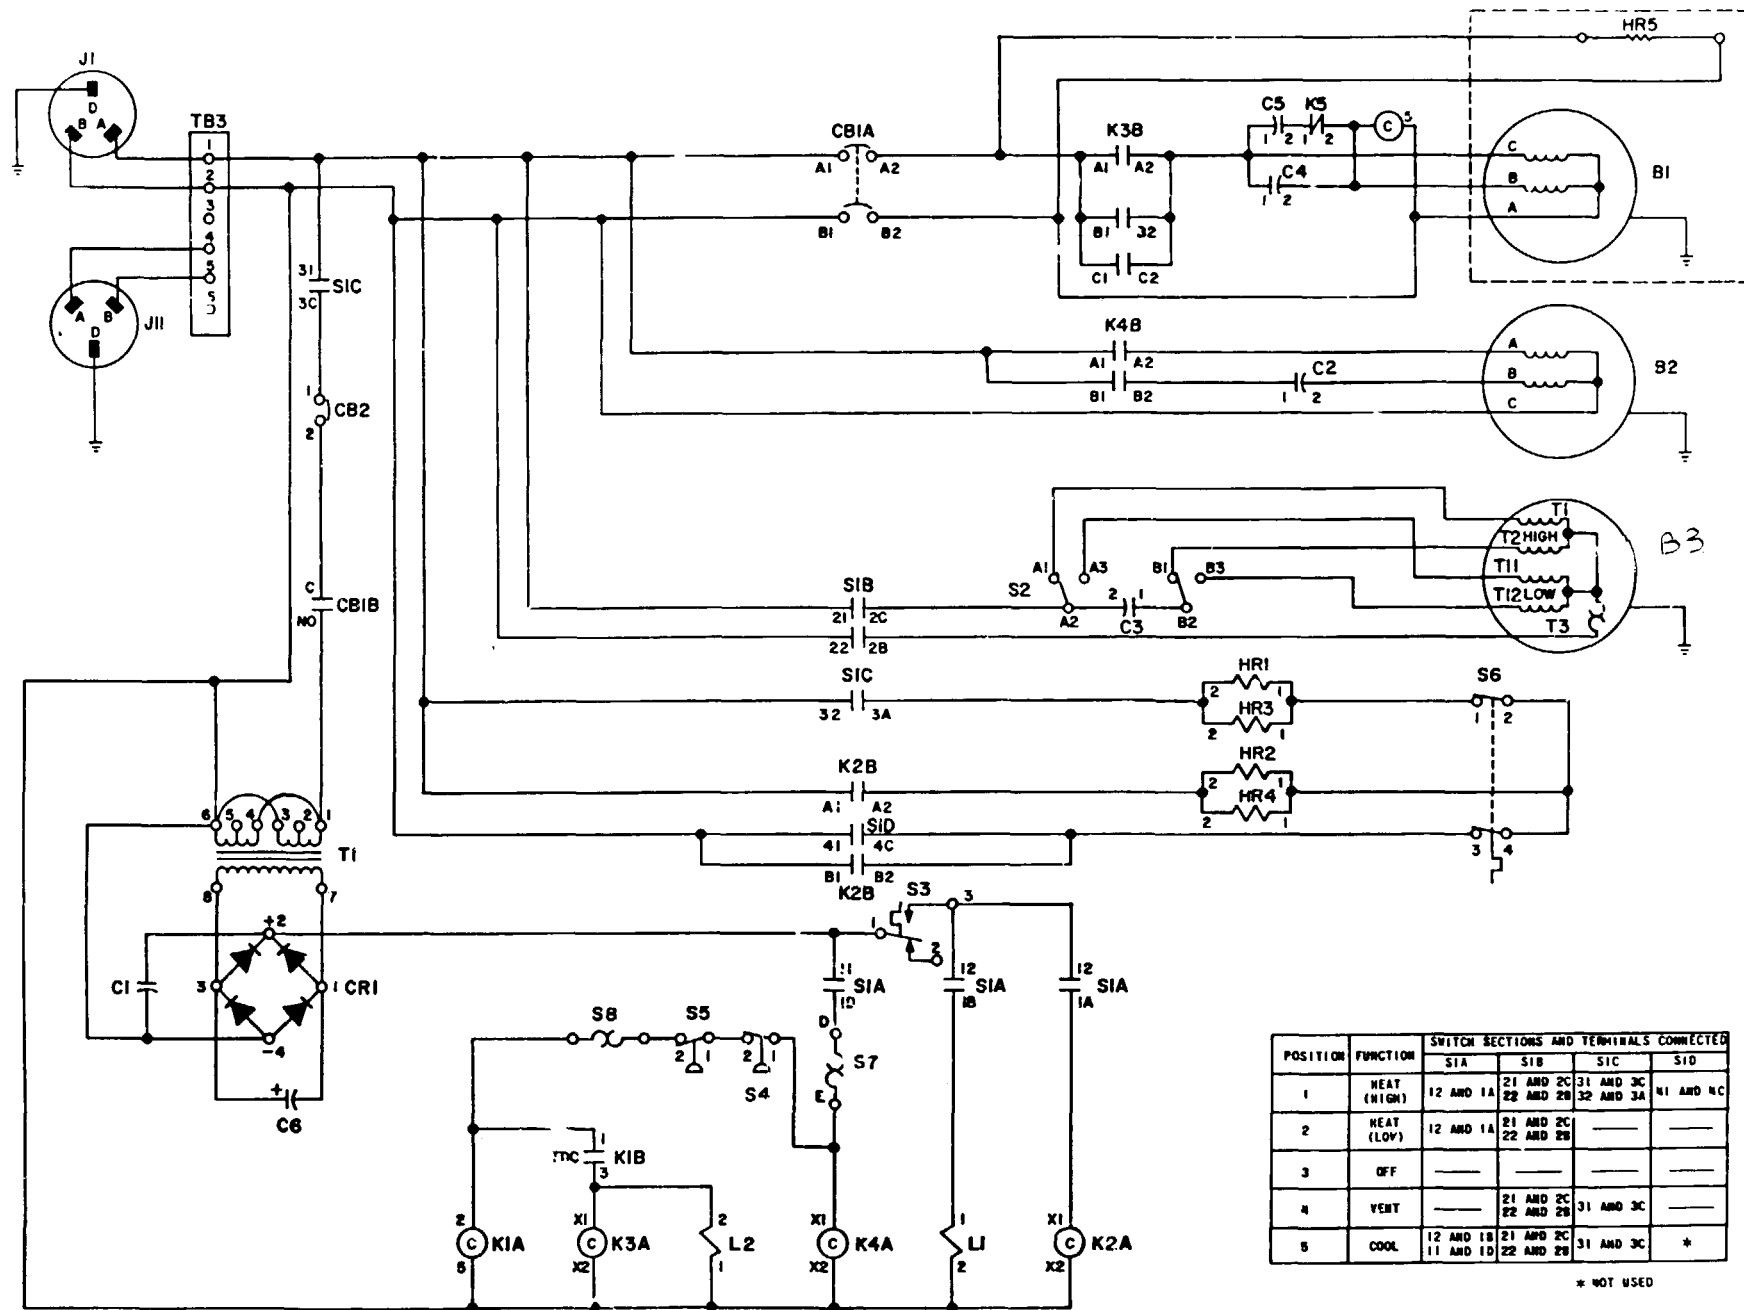 HR5
J1
D
B A
TB3
1
2
3
4
5
A B
D
J11
CB1A
A1 A2
B1 B2
K3B
A1 A2
B1 32
C1 C2
C5 K5
1 2 1 2
C 5
C4
1 2
C
B
A
B1
31
S1C
3C
1
CB2
2
C
CB1B
NO
K4B
A1 A2
B1 B2
C2
1 2
A
B
C
B2
S1B
21 2C
22 2B
S2
A1 A3
A2
2 1
C3
B1 B3
B2
T1
T2 HIGH
T11
T12 LOW
T3
B3
S1C
32 3A
HR1
2 1
HR3
2 1
S6
1 2
3 4
K2B
A1 A2
HR2
2 1
HR4
2 1
S1D
41 4C
B1 B2
K2B
6 5 4 3 2 1
T1
8 7
+2
C1
3 1
CR1
-4
+
C6
S3
1 3
2
11
S1A
1D
12
S1A
1B
12
S1A
1A
S8
S5
2 1
2 1
S4
D
S7
E
1
K1B
3
2
C K1A
5
X1
C K3A
X2
2
L2
1
X1
C K4A
X2
1
L1
2
X1
C K2A
X2
POSITION FUNCTION SWITCH SECTIONS AND TERMINALS CONNECTED
S1A S1B S1C S1D
1 HEAT (HIGH) 12 AND 1A 21 AND 2C 22 AND 2B 31 AND 3C 32 AND 3A 41 AND 4C
2 HEAT (LOW) 12 AND 1A 21 AND 2C 22 AND 2B —— ——
3 OFF —— —— —— ——
4 VENT —— 21 AND 2C 22 AND 2B 31 AND 3C ——
5 COOL 12 AND 1B 11 AND 1D 21 AND 2C 22 AND 2B 31 AND 3C *
* NOT USED